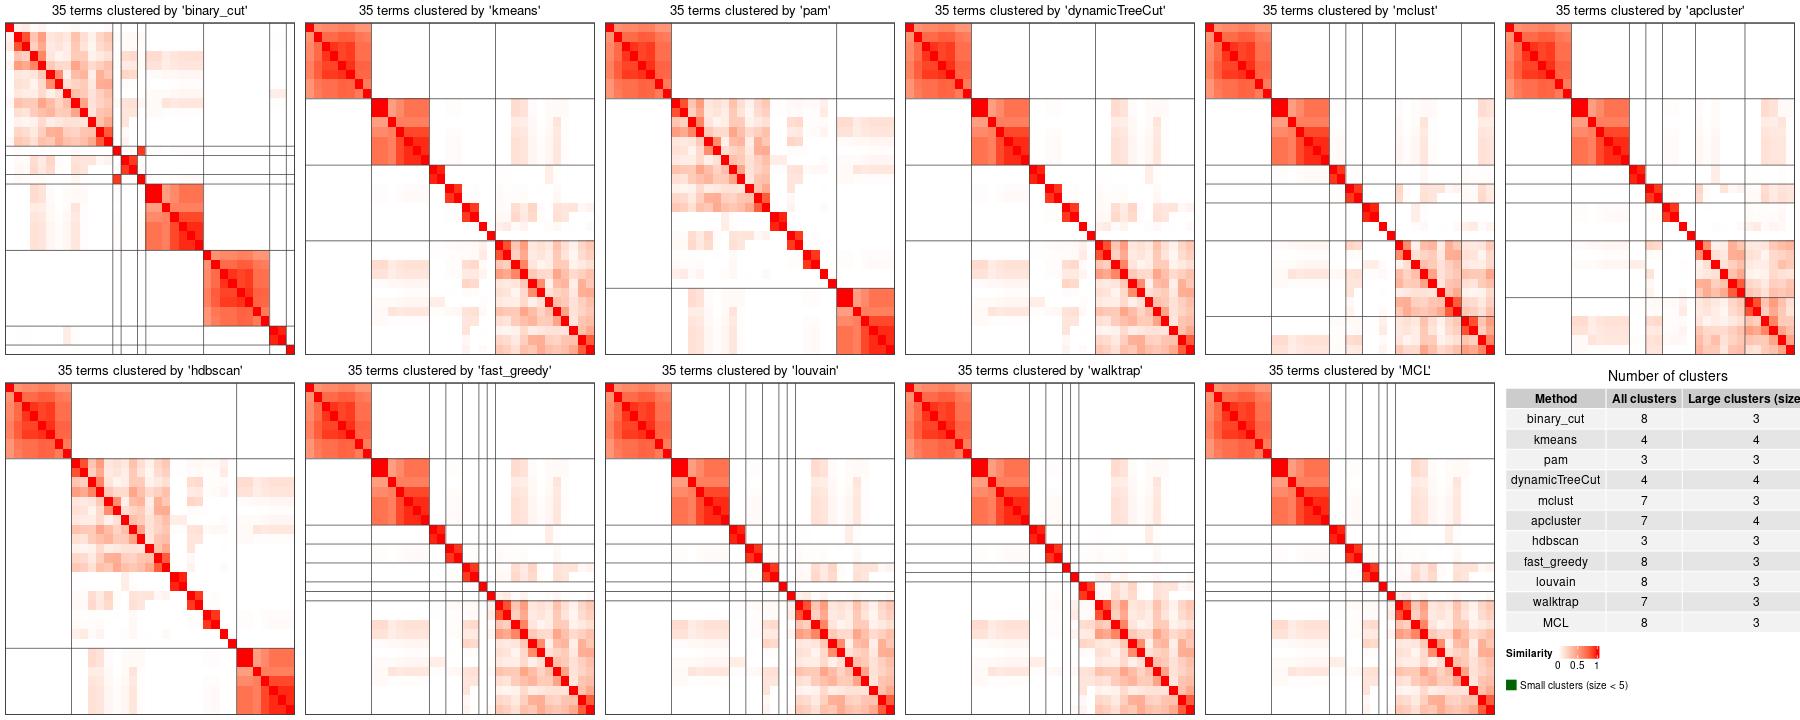 35 terms clustered by 'binary_cut'
35 terms clustered by 'kmeans'
35 terms clustered by 'pam'
35 terms clustered by 'dynamicTreeCut'
35 terms clustered by 'mclust'
35 terms clustered by 'apcluster'
35 terms clustered by 'hdbscan'
35 terms clustered by 'fast_greedy'
35 terms clustered by 'louvain'
35 terms clustered by 'walktrap'
35 terms clustered by 'MCL'
Number of clusters
Method All clusters Large clusters (size
binary_cut 8 3
kmeans 4 4
pam 3 3
dynamicTreeCut 4 4
mclust 7 3
apcluster 7 4
hdbscan 3 3
fast_greedy 8 3
louvain 8 3
walktrap 7 3
MCL 8 3
Similarity
0 0.5 1
Small clusters (size < 5)